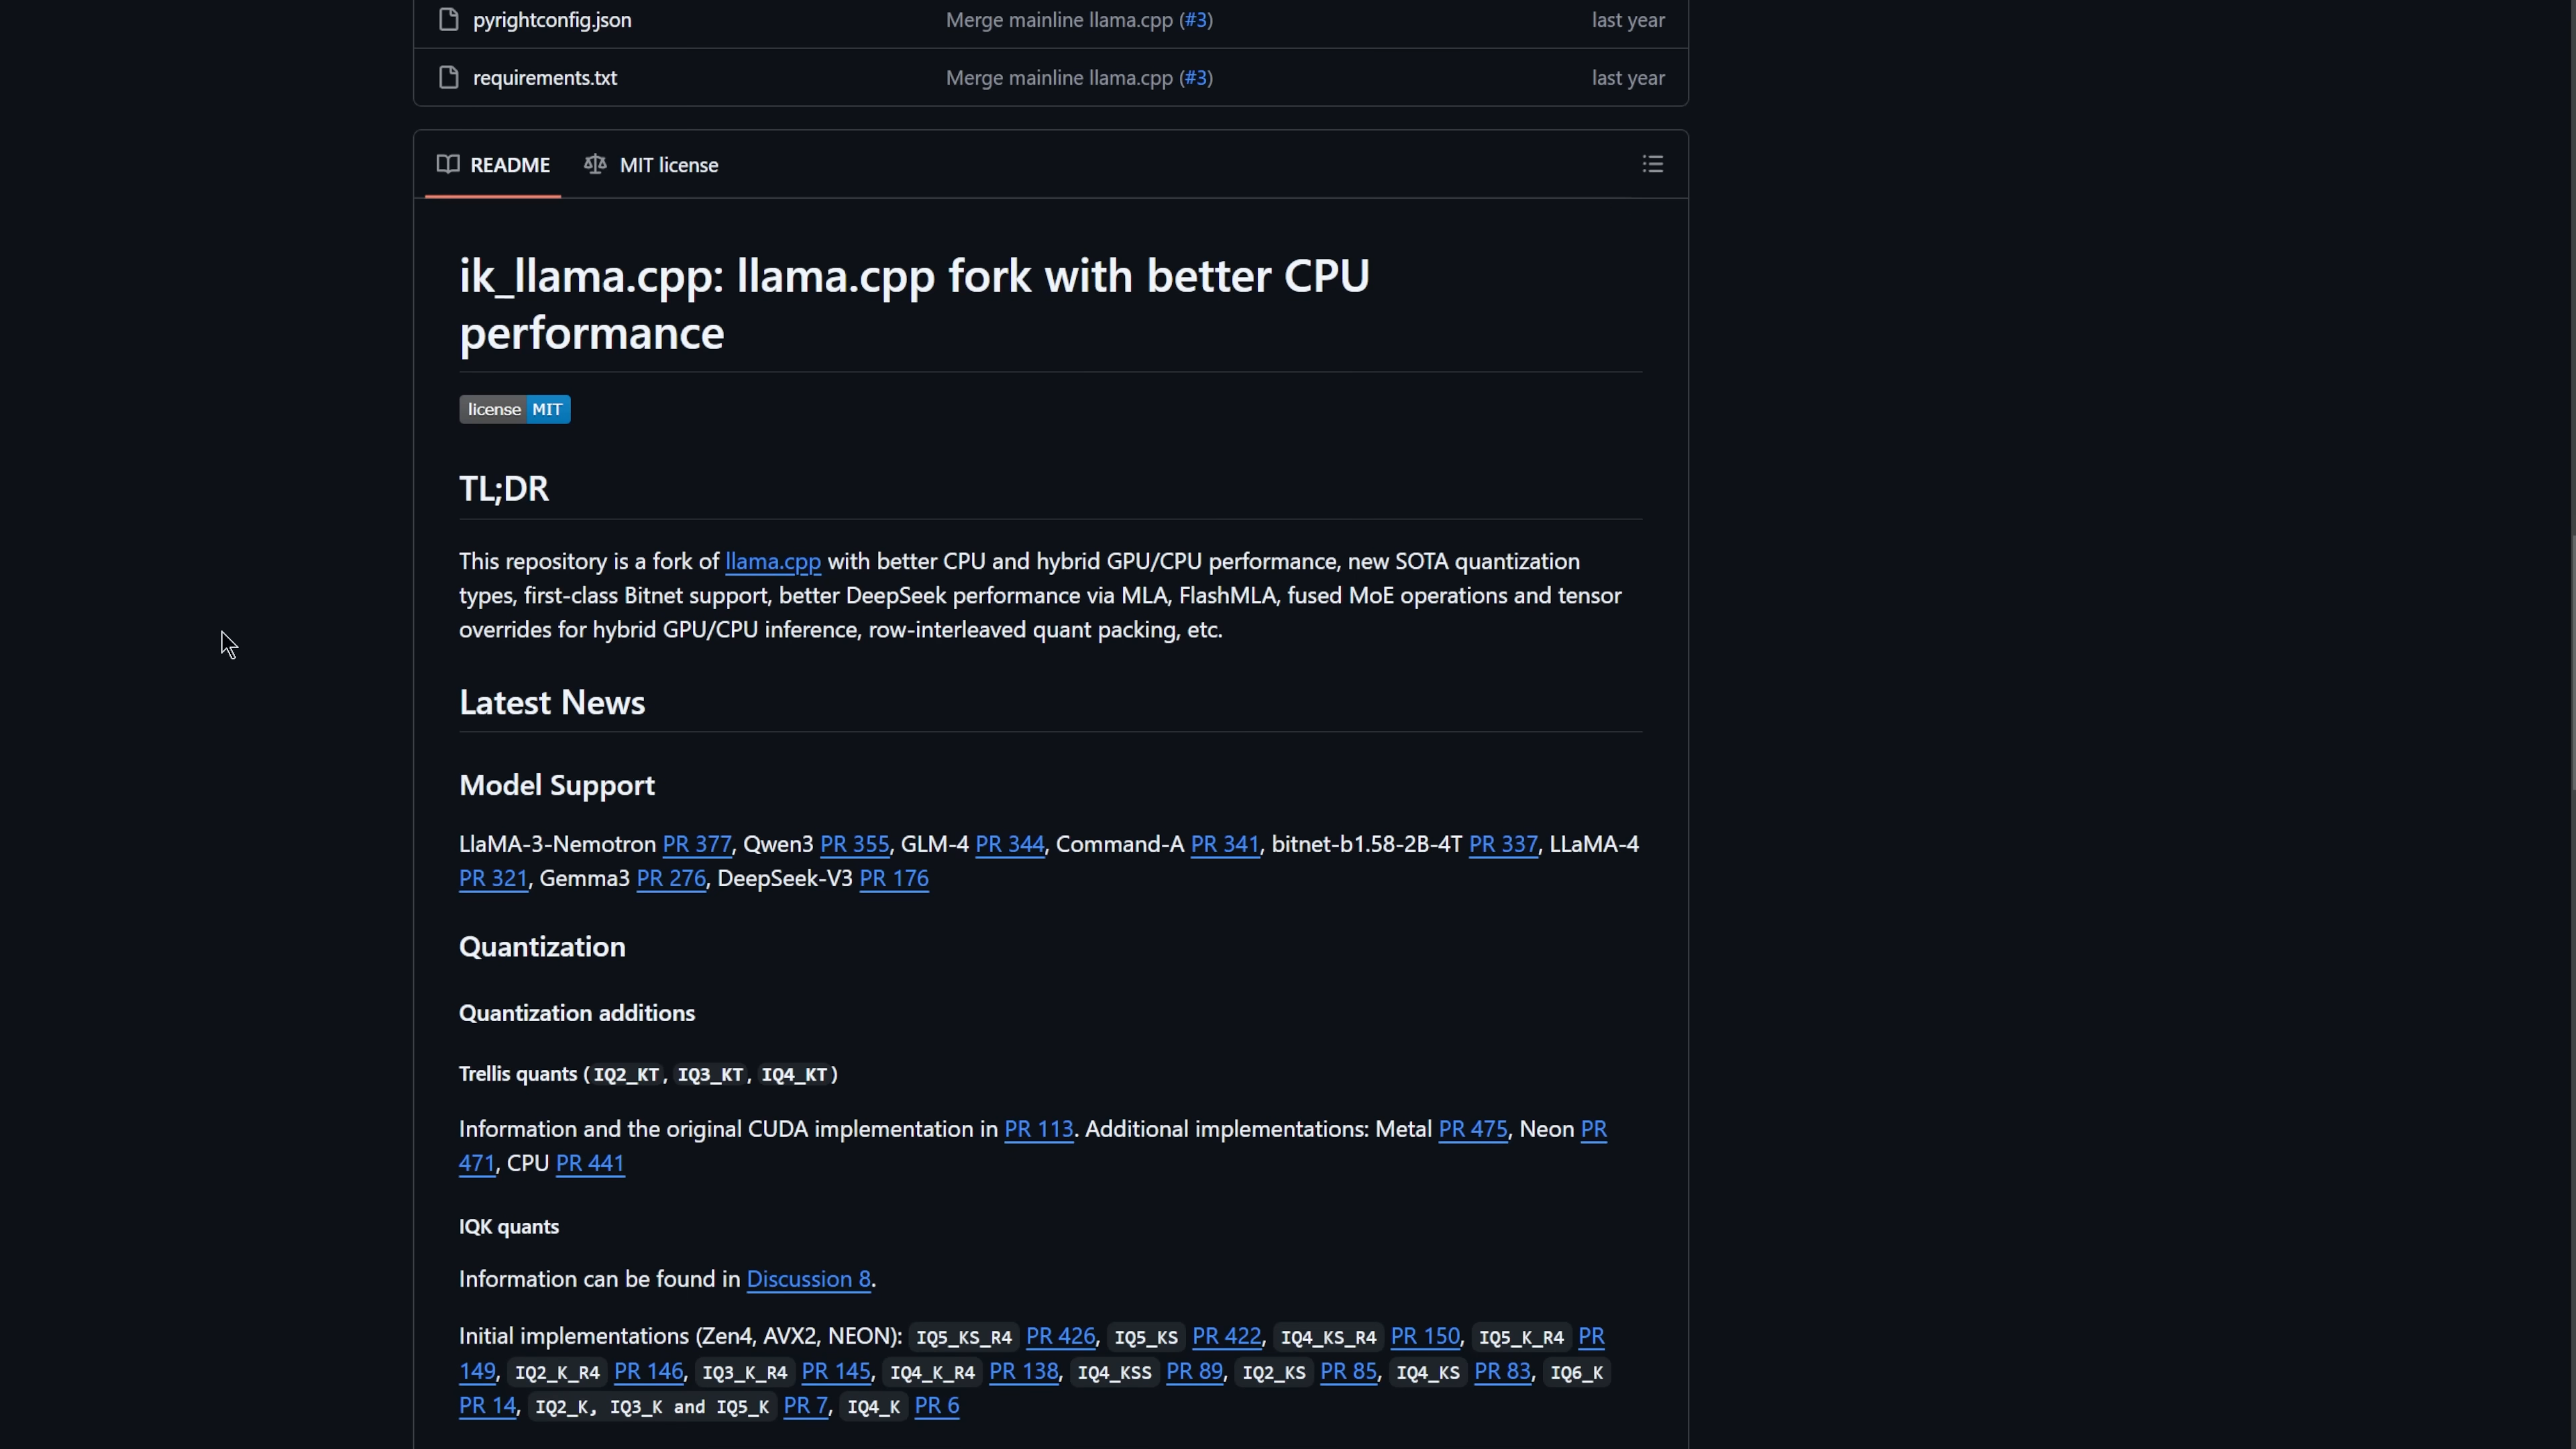 pyrightconfig.json Merge mainline llama.cpp (#3) last year
requirements.txt Merge mainline llama.cpp (#3) last year
README MIT license
ik_llama.cpp: llama.cpp fork with better CPU
performance
license MIT
TL;DR
This repository is a fork of llama.cpp with better CPU and hybrid GPU/CPU performance, new SOTA quantization
types, first-class Bitnet support, better DeepSeek performance via MLA, FlashMLA, fused MoE operations and tensor
overrides for hybrid GPU/CPU inference, row-interleaved quant packing, etc.
Latest News
Model Support
LlaMA-3-Nemotron PR 377, Qwen3 PR 355, GLM-4 PR 344, Command-A PR 341, bitnet-b1.58-2B-4T PR 337, LLaMA-4
PR 321, Gemma3 PR 276, DeepSeek-V3 PR 176
Quantization
Quantization additions
Trellis quants (IQ2_KT, IQ3_KT, IQ4_KT)
Information and the original CUDA implementation in PR 113. Additional implementations: Metal PR 475, Neon PR
471, CPU PR 441
IQK quants
Information can be found in Discussion 8.
Initial implementations (Zen4, AVX2, NEON): IQ5_KS_R4 PR 426, IQ5_KS PR 422, IQ4_KS_R4 PR 150, IQ5_K_R4 PR
149, IQ2_K_R4 PR 146, IQ3_K_R4 PR 145, IQ4_K_R4 PR 138, IQ4_KSS PR 89, IQ2_KS PR 85, IQ4_KS PR 83, IQ6_K
PR 14, IQ2_K, IQ3_K and IQ5_K PR 7, IQ4_K PR 6